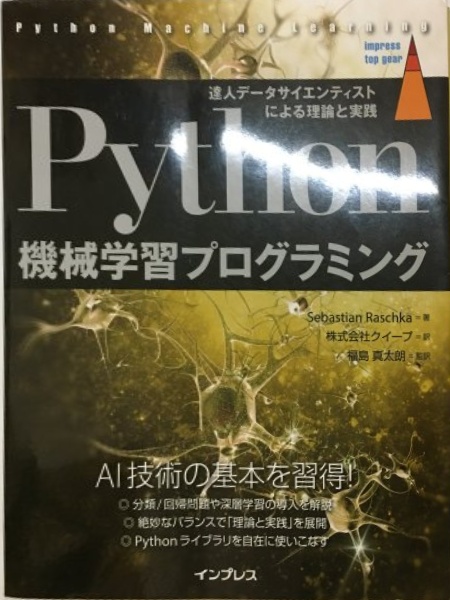 Python Machine Learning
impress
top gear
達人データサイエンティスト
による理論と実践
Python
機械学習プログラミング
Sebastian Raschka=著
株式会社クイープ=訳
福島 真太朗=監訳
AI技術の基本を習得!
◎分類/回帰問題や深層学習の導入を解説
◎絶妙なバランスで「理論と実践」を展開
◎Pythonライブラリを自在に使いこなす
インプレス